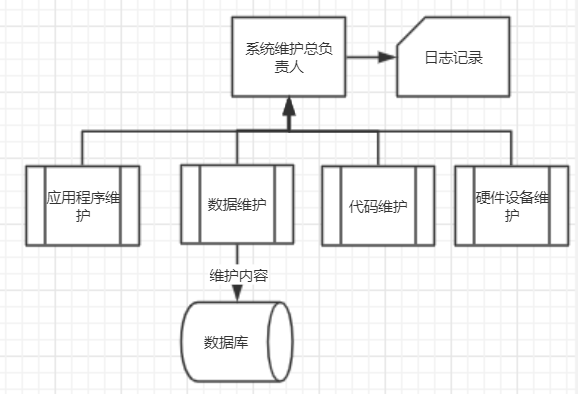 系统维护总负
责人
日志记录
应用程序维
护
数据维护
代码维护
硬件设备维
护
维护内容
数据库